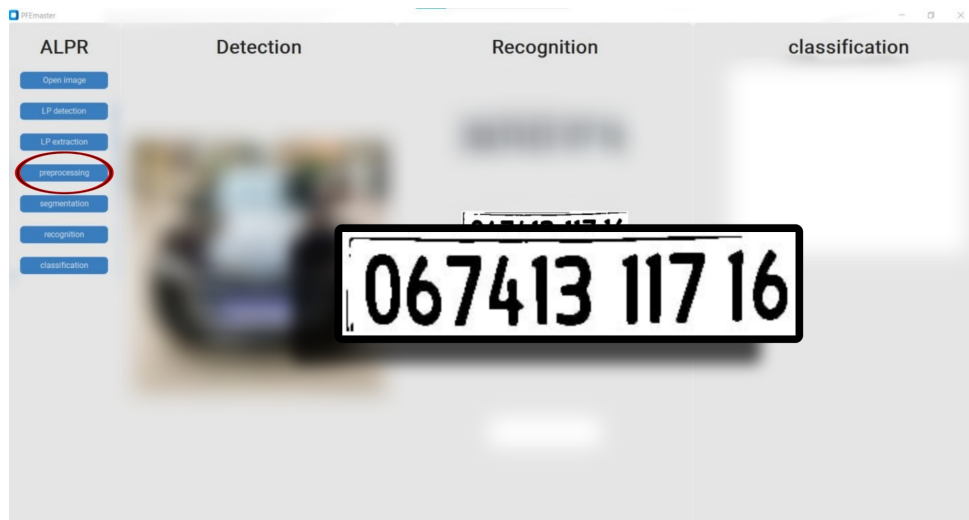 PFEmaster
ALPR
Detection
Recognition
classification
Open image
LP detection
LP extraction
preprocessing
segmentation
recognition
classification
067413 117 16